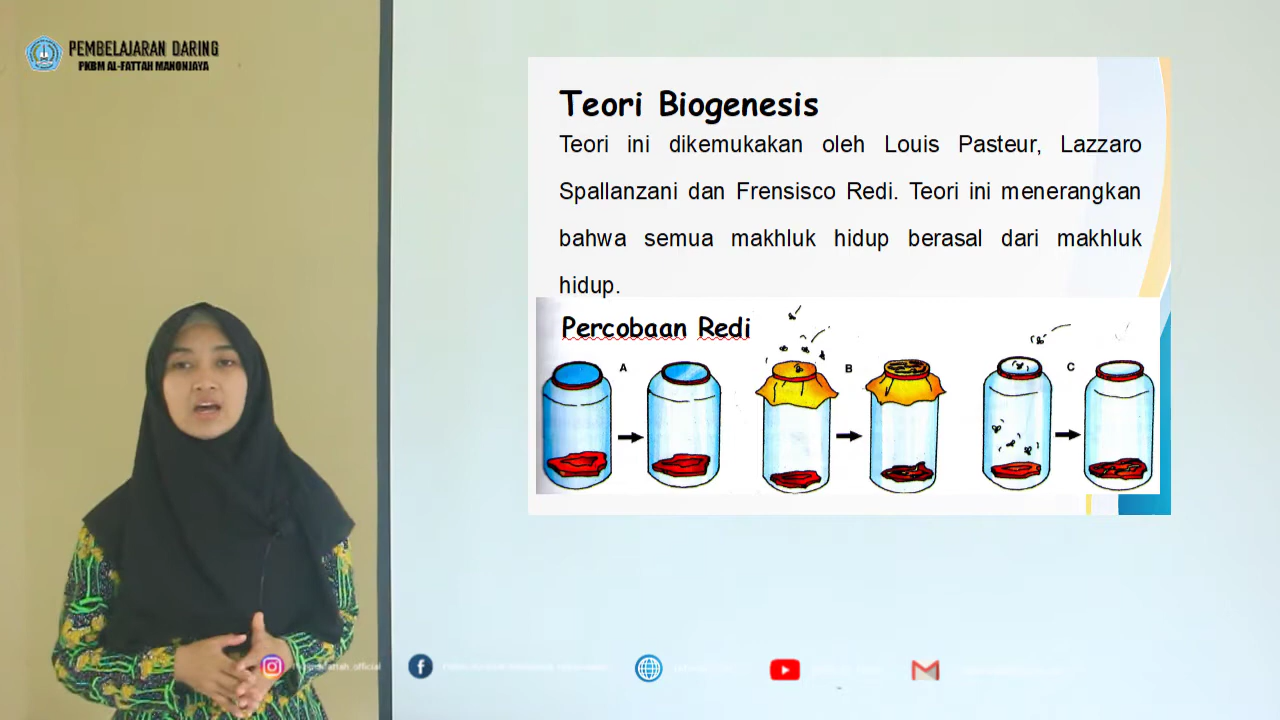 PEMBELAJARAN DARING
PKBM AL-FATTAH MAHONJAYA
Teori Biogenesis
Teori ini dikemukakan oleh Louis Pasteur, Lazzaro
Spallanzani dan Frensisco Redi. Teori ini menerangkan
bahwa semua makhluk hidup berasal dari makhluk
hidup.
Percobaan Redi
A
B
C